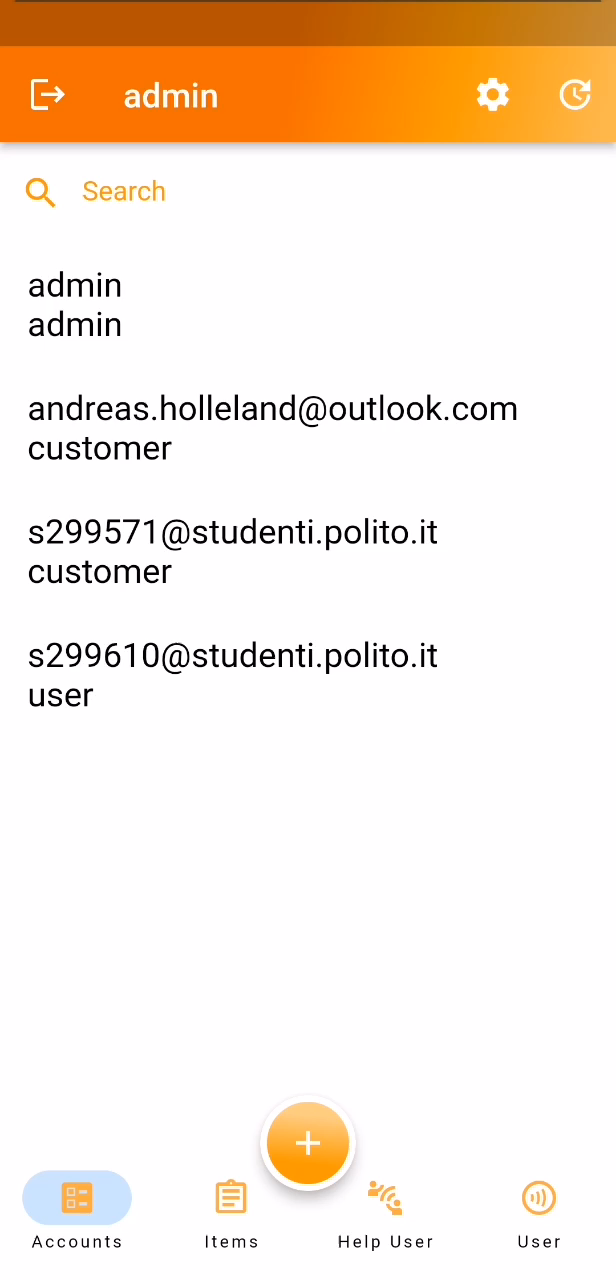 admin
Search
admin
admin
andreas.holleland@outlook.com
customer
s299571@studenti.polito.it
customer
s299610@studenti.polito.it
user
Accounts
Items
Help User
User